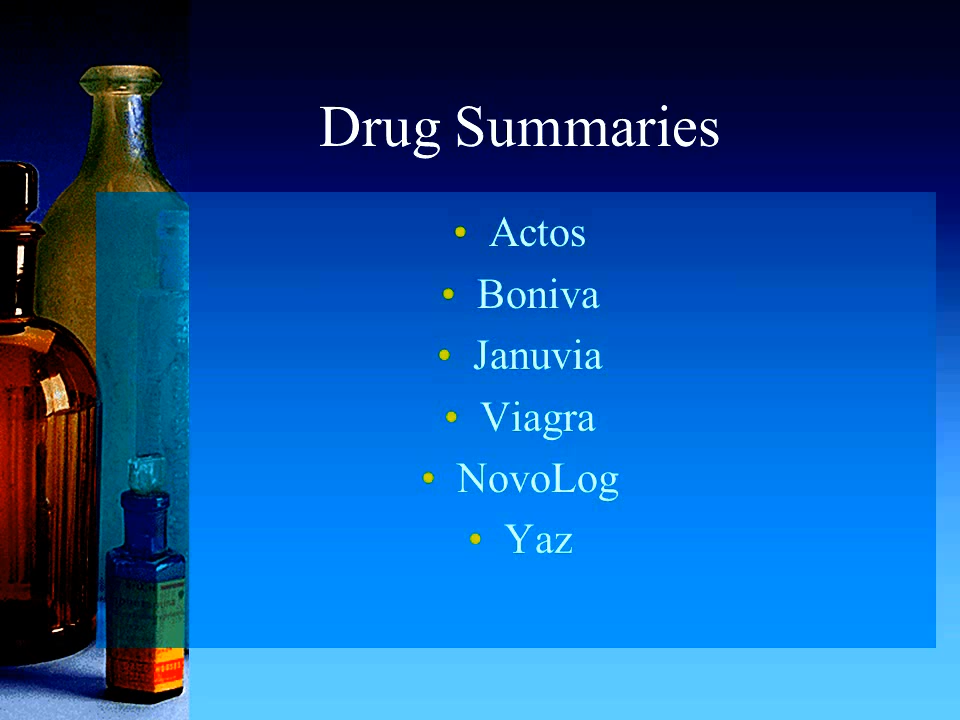 Drug Summaries
• Actos
• Boniva
• Januvia
• Viagra
• NovoLog
• Yaz